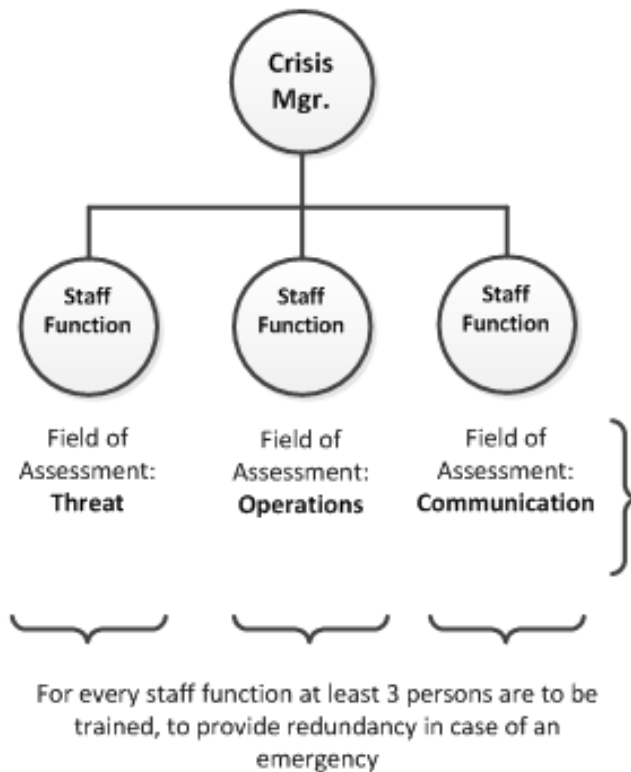 Crisis
Mgr.
Staff
Function
Staff
Function
Staff
Function
Field of
Assessment:
Threat
Field of
Assessment:
Operations
Field of
Assessment:
Communication
For every staff function at least 3 persons are to be
trained, to provide redundancy in case of an
emergency